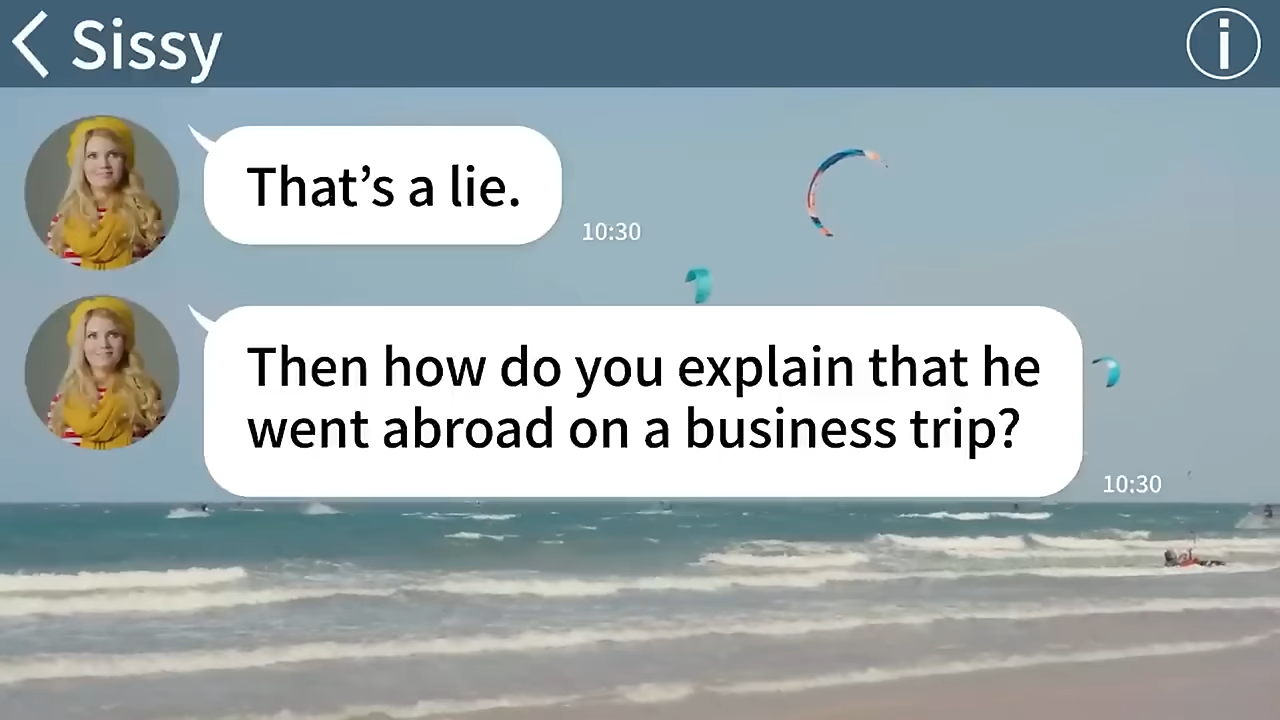 Sissy
That’s a lie.
10:30
Then how do you explain that he
went abroad on a business trip?
10:30